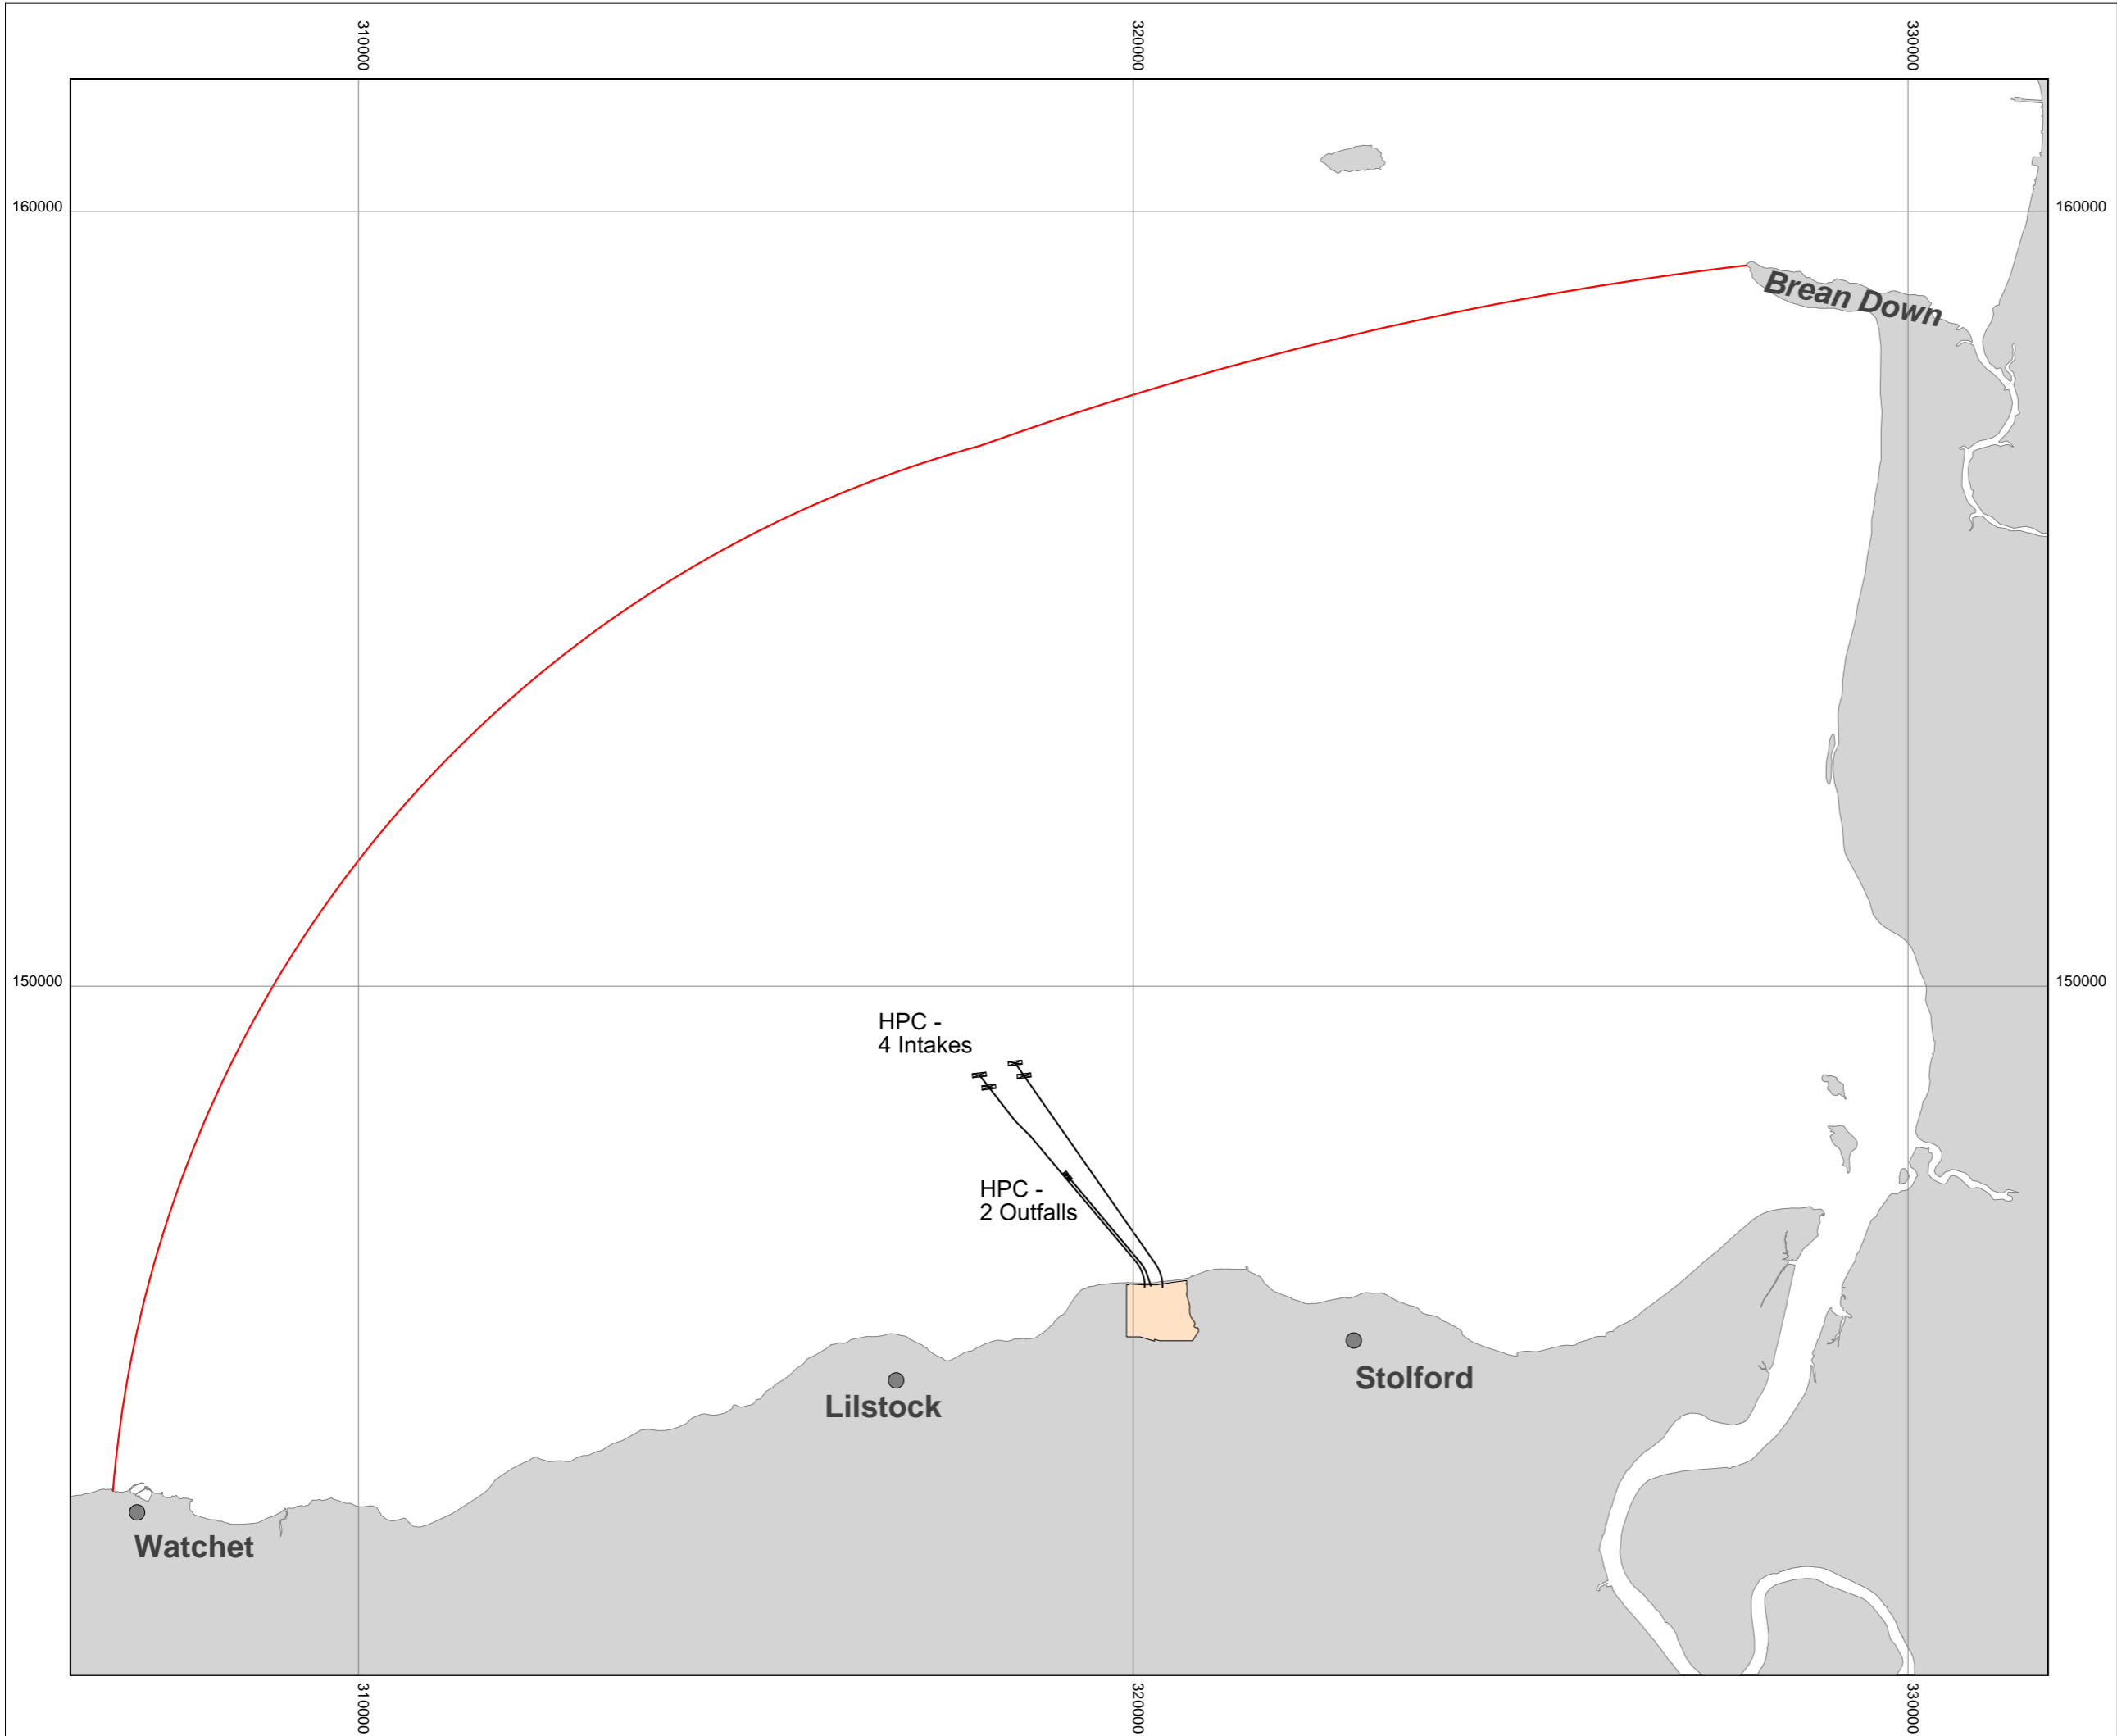 310000
320000
330000
160000
160000
Brean Down
150000
150000
HPC -
4 Intakes
HPC -
2 Outfalls
Stolford
Lilstock
Watchet
310000
320000
330000